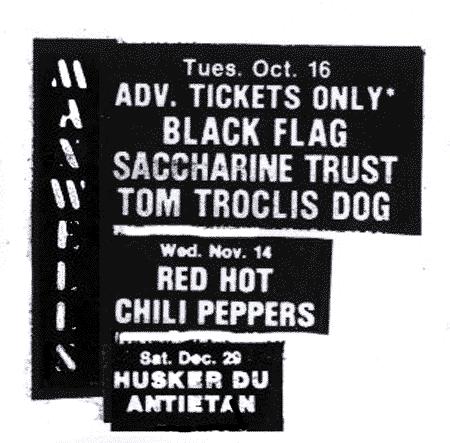 MAXWELLS
Tues. Oct. 16
ADV. TICKETS ONLY*
BLACK FLAG
SACCHARINE TRUST
TOM TROCLIS DOG
Wed. Nov. 14
RED HOT
CHILI PEPPERS
Sat. Dec. 29
HUSKER DU
ANTIETAN